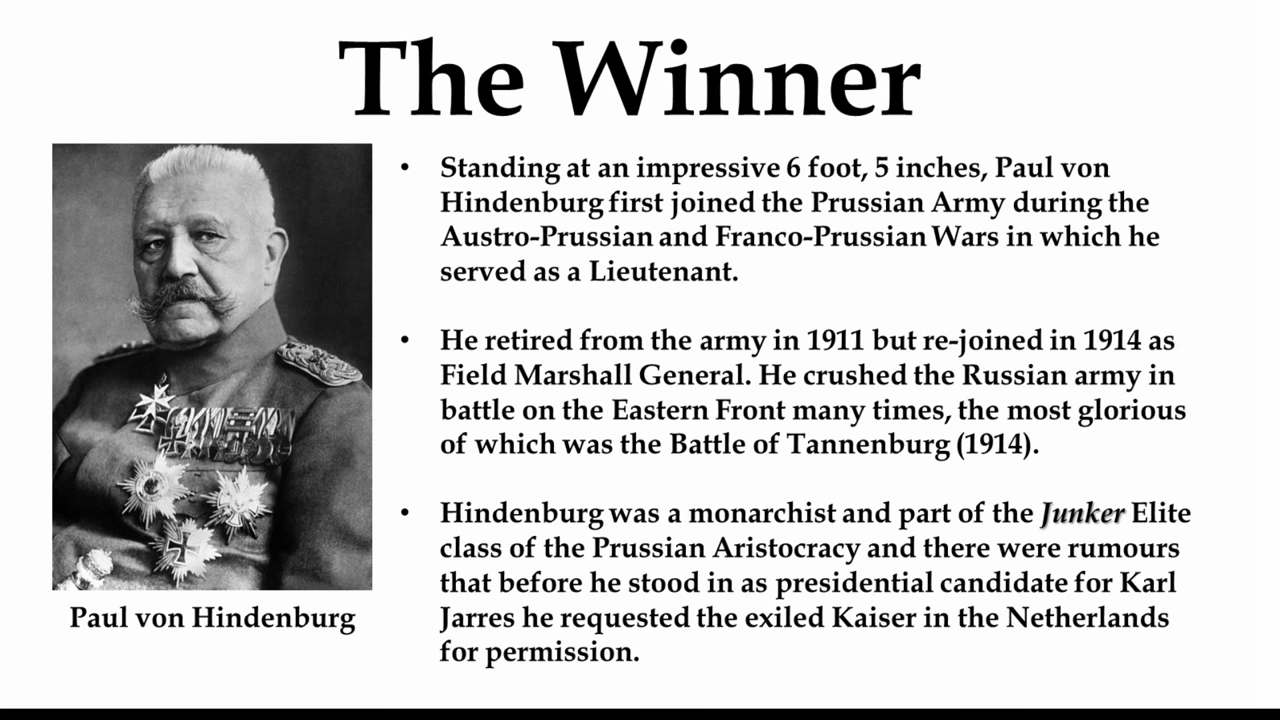 The Winner
• Standing at an impressive 6 foot, 5 inches, Paul von
Hindenburg first joined the Prussian Army during the
Austro-Prussian and Franco-Prussian Wars in which he
served as a Lieutenant.
• He retired from the army in 1911 but re-joined in 1914 as
Field Marshall General. He crushed the Russian army in
battle on the Eastern Front many times, the most glorious
of which was the Battle of Tannenburg (1914).
• Hindenburg was a monarchist and part of the Junker Elite
class of the Prussian Aristocracy and there were rumours
that before he stood in as presidential candidate for Karl
Jarres he requested the exiled Kaiser in the Netherlands
for permission.
Paul von Hindenburg